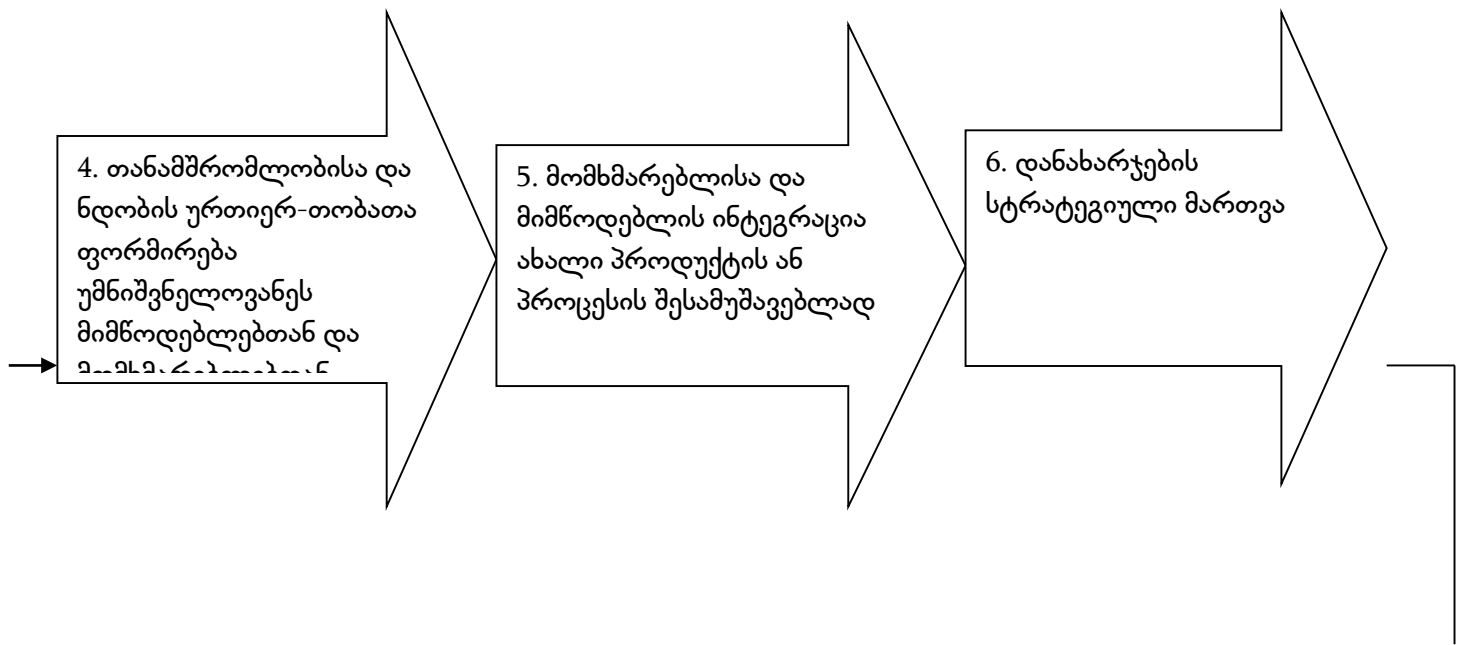 4. თანამშრომლობისა და
ნდობის ურთიერ-თობათა
ფორმირება
უმნიშვნელოვანეს
მიმწოდებლებთან და
5. მომხმარებლისა და
მიმწოდებლის ინტეგრაცია
ახალი პროდუქტის ან
პროცესის შესამუშავებლად
6. დანახარჯების
სტრატეგიული მართვა